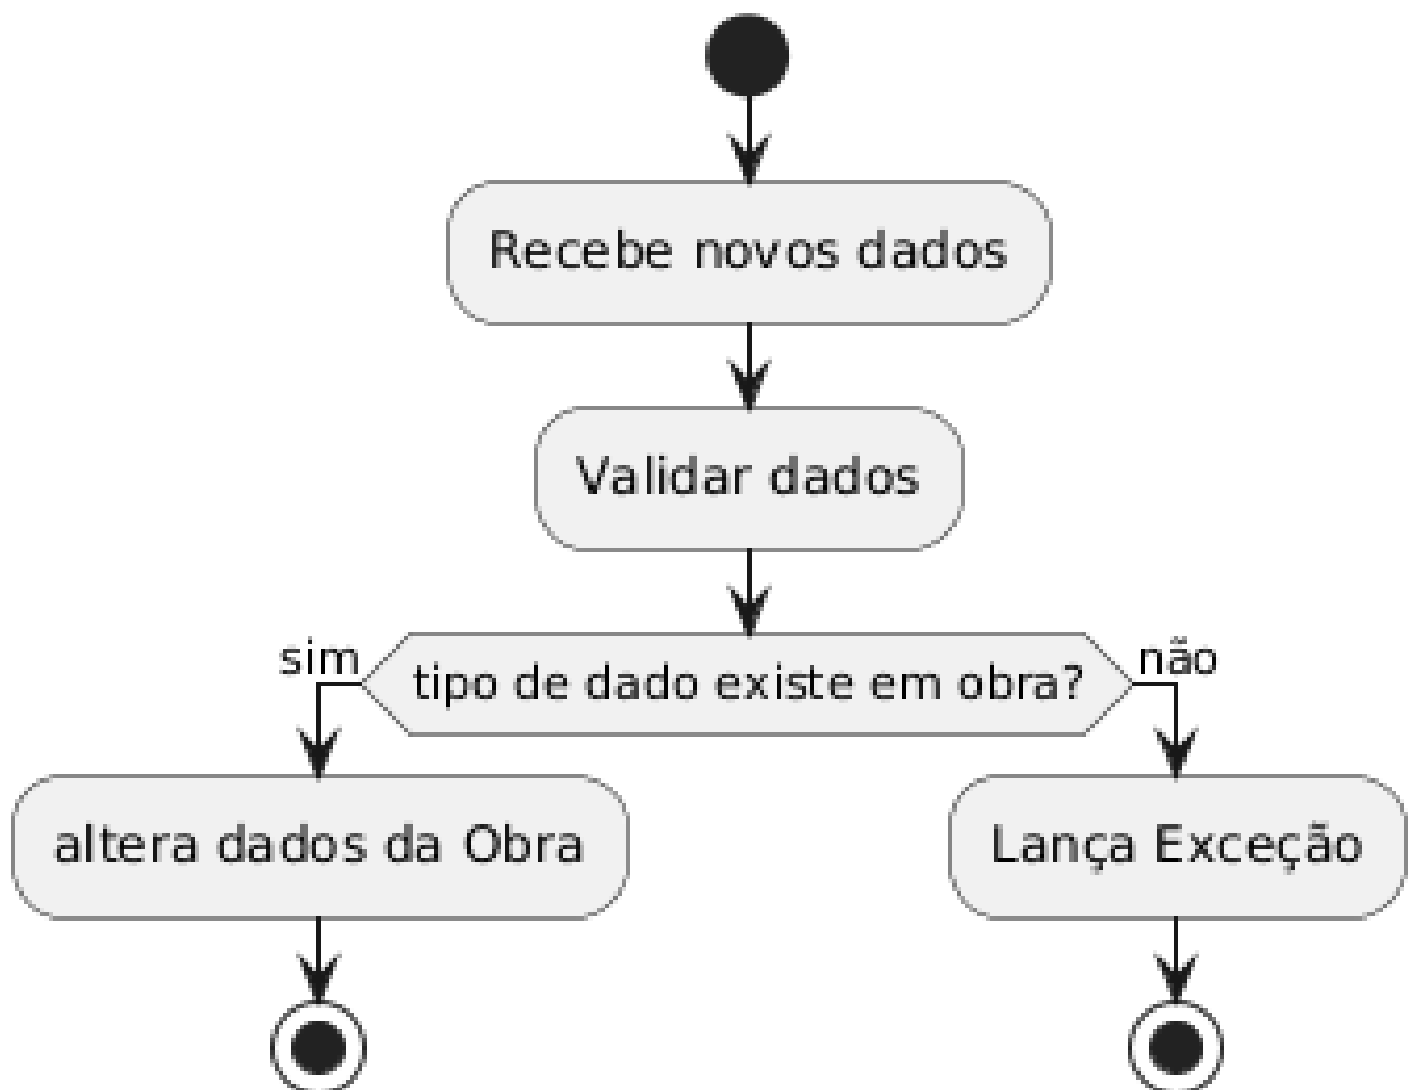 Recebe novos dados
Validar dados
sim
tipo de dado existe em obra?
não
altera dados da Obra
Lança Exceção